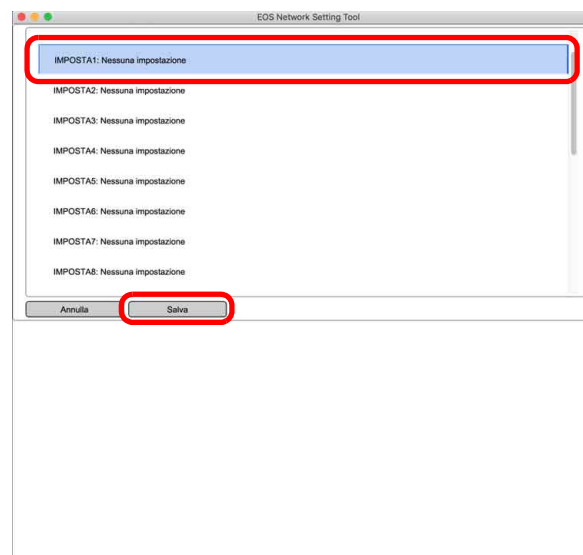 EOS Network Setting Tool
IMPOSTA1: Nessuna impostazione
IMPOSTA2: Nessuna impostazione
IMPOSTA3: Nessuna impostazione
IMPOSTA4: Nessuna impostazione
IMPOSTA5: Nessuna impostazione
IMPOSTA6: Nessuna impostazione
IMPOSTA7: Nessuna impostazione
IMPOSTA8: Nessuna impostazione
Annulla Salva